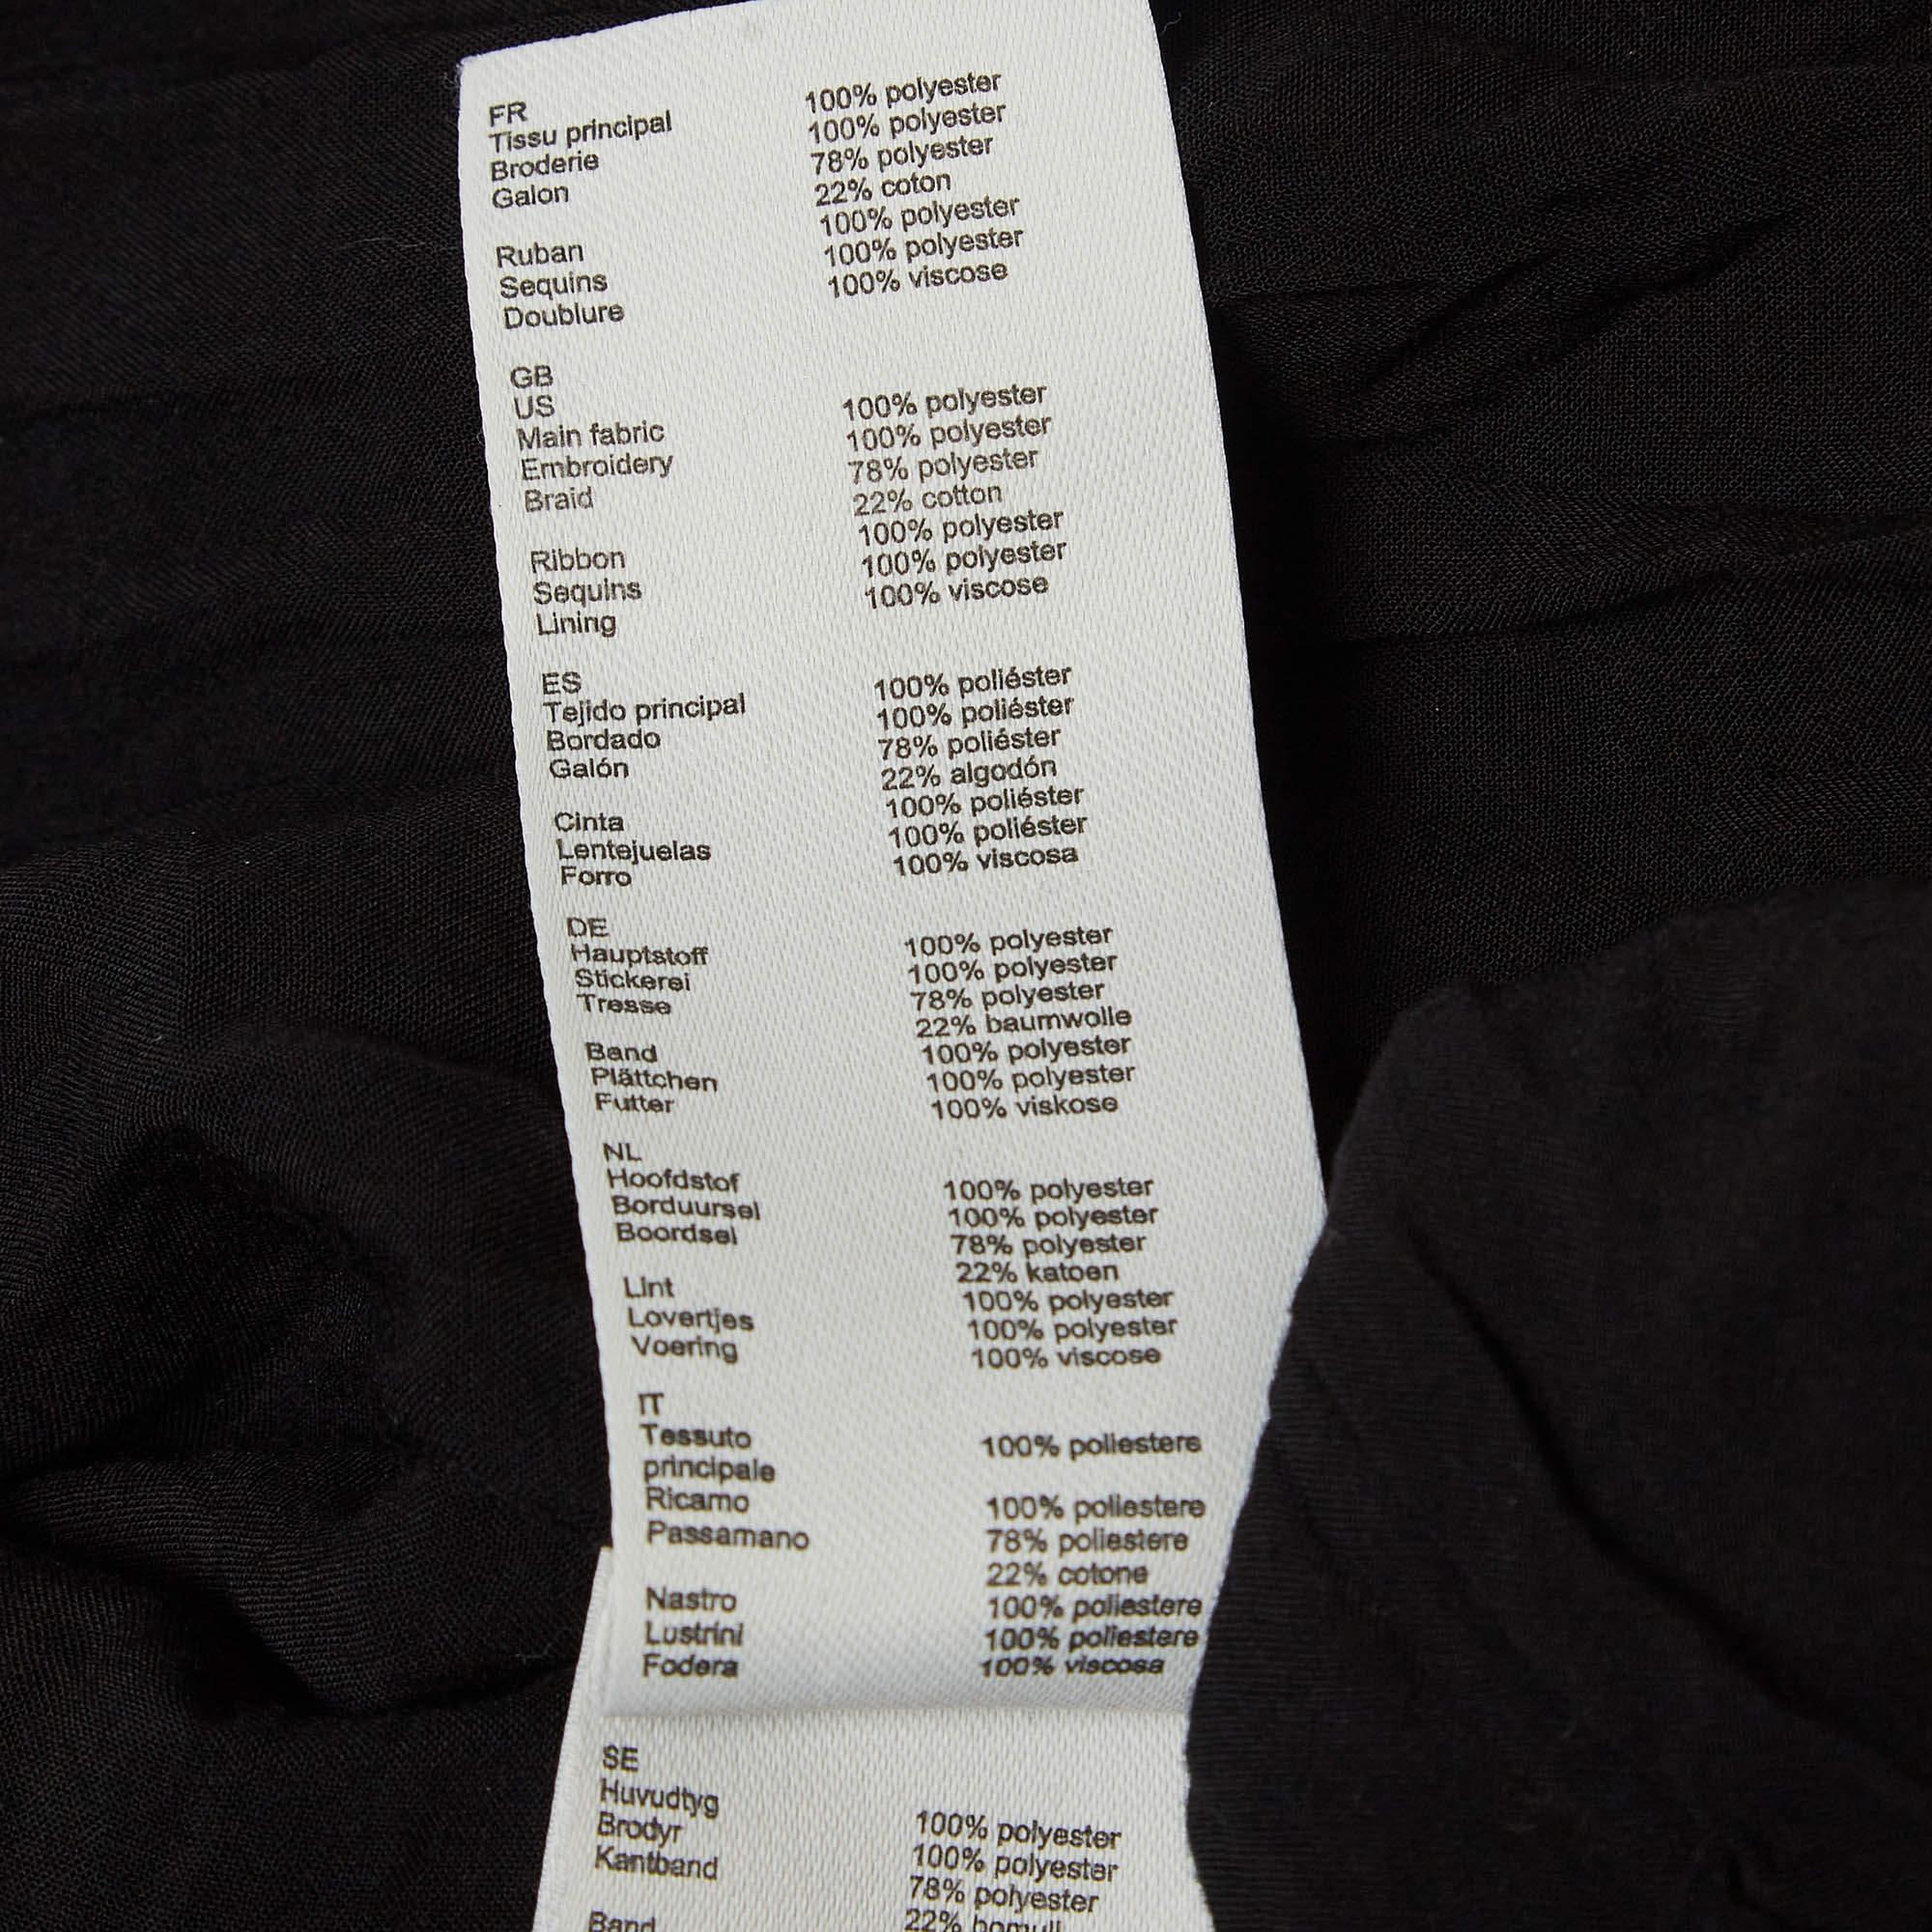 FR
Tissu principal 100% polyester
Broderie 100% polyester
Galon 78% polyester
22% coton
Ruban 100% polyester
Sequins 100% polyester
Doublure 100% viscose
GB
US
Main fabric 100% polyester
Embroidery 100% polyester
Braid 78% polyester
22% cotton
Ribbon 100% polyester
Sequins 100% polyester
Lining 100% viscose
ES
Tejido principal 100% poliéster
Bordado 100% poliéster
Galón 78% poliéster
22% algodón
Cinta 100% poliéster
Lentejuelas 100% poliéster
Forro 100% viscosa
DE
Hauptstoff 100% polyester
Stickerei 100% polyester
Tresse 78% polyester
22% baumwolle
Band 100% polyester
Plättchen 100% polyester
Futter 100% viskose
NL
Hoofdstof 100% polyester
Borduursel 100% polyester
Boordsel 78% polyester
22% katoen
Lint 100% polyester
Lovertjes 100% polyester
Voering 100% viscose
IT
Tessuto 100% poliestere
principale
Ricamo 100% poliestere
Passamano 78% poliestere
22% cotone
Nastro 100% poliestere
Lustrini 100% poliestere
Fodera 100% viscosa
SE
Huvudtyg 100% polyester
Brodyr 100% polyester
Kantband 78% polyester
Band 22% bomull